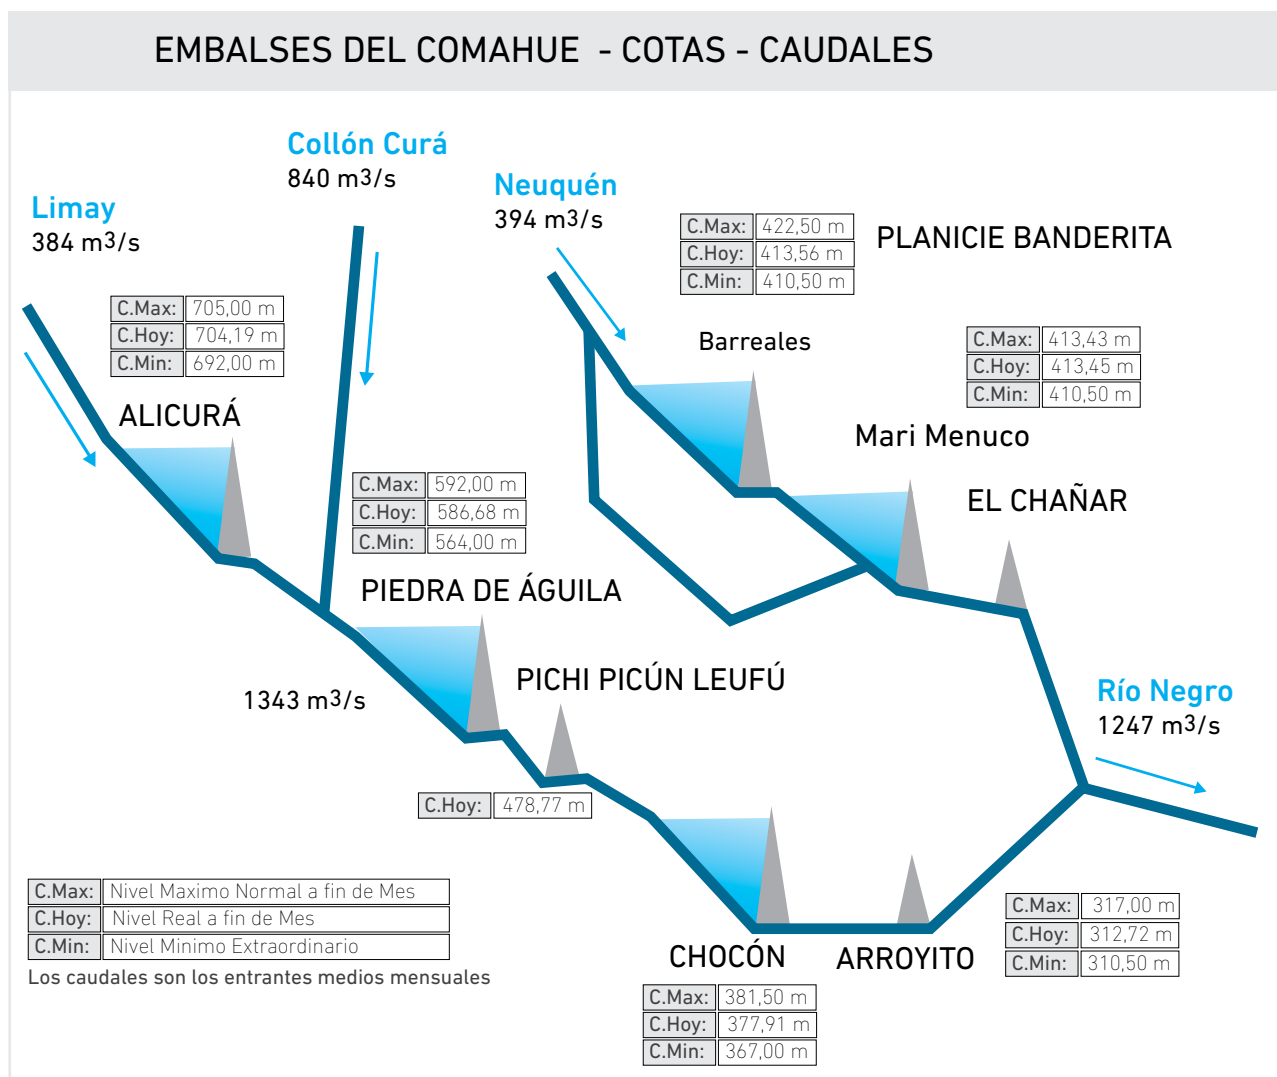 EMBALSES DEL COMAHUE - COTAS - CAUDALES
Collón Curá
840 m3/s
Neuquén
394 m3/s
Limay
384 m3/s
C.Max: 422,50 m
C.Hoy: 413,56 m
C.Min: 410,50 m
PLANICIE BANDERITA
C.Max: 705,00 m
C.Hoy: 704,19 m
C.Min: 692,00 m
Barreales
C.Max: 413,43 m
C.Hoy: 413,45 m
C.Min: 410,50 m
ALICURÁ
Mari Menuco
C.Max: 592,00 m
C.Hoy: 586,68 m
C.Min: 564,00 m
EL CHAÑAR
PIEDRA DE ÁGUILA
PICHI PICÚN LEUFÚ
1343 m3/s
Río Negro
1247 m3/s
C.Hoy: 478,77 m
C.Max: Nivel Maximo Normal a fin de Mes
C.Hoy: Nivel Real a fin de Mes
C.Min: Nivel Minimo Extraordinario
Los caudales son los entrantes medios mensuales
CHOCÓN
ARROYITO
C.Max: 317,00 m
C.Hoy: 312,72 m
C.Min: 310,50 m
C.Max: 381,50 m
C.Hoy: 377,91 m
C.Min: 367,00 m